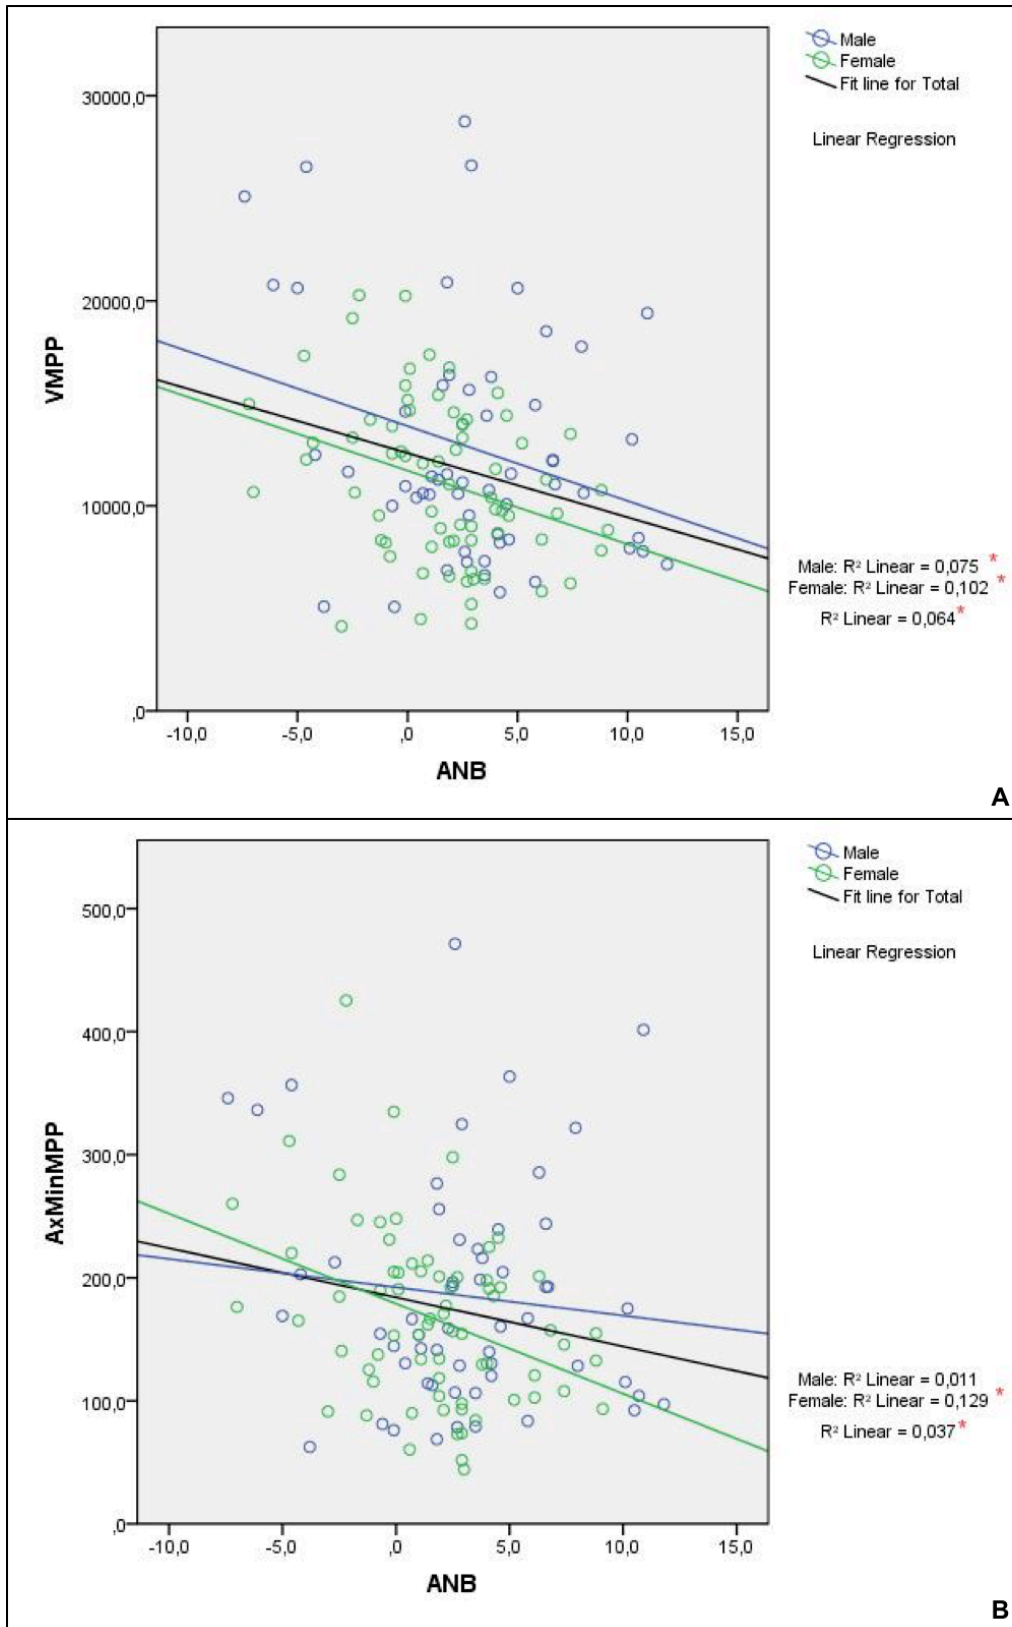 Male
Female
Fit line for Total
Linear Regression
30000,0
20000,0
10000,0
,0
VMPP
-10,0 -5,0 ,0 5,0 10,0 15,0
ANB
Male: R² Linear = 0,075 *
Female: R² Linear = 0,102 *
R² Linear = 0,064*
A
Male
Female
Fit line for Total
Linear Regression
500,0
400,0
300,0
200,0
100,0
,0
AxMinMPP
-10,0 -5,0 ,0 5,0 10,0 15,0
ANB
Male: R² Linear = 0,011
Female: R² Linear = 0,129 *
R² Linear = 0,037*
B